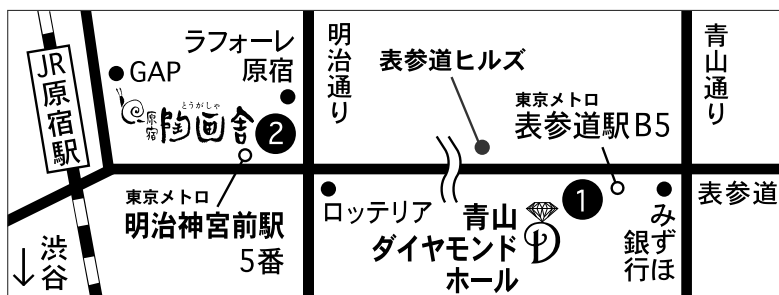 JR原宿駅
↓渋谷
GAP
ラフォーレ
原宿
とうがしゃ
原宿
陶画舎
2
東京メトロ
明治神宮前駅
5番
明治通り
ロッテリア
表参道ヒルズ
青山
ダイヤモンド
ホール
D
1
東京メトロ
表参道駅B5
みずほ
銀行
青山通り
表参道